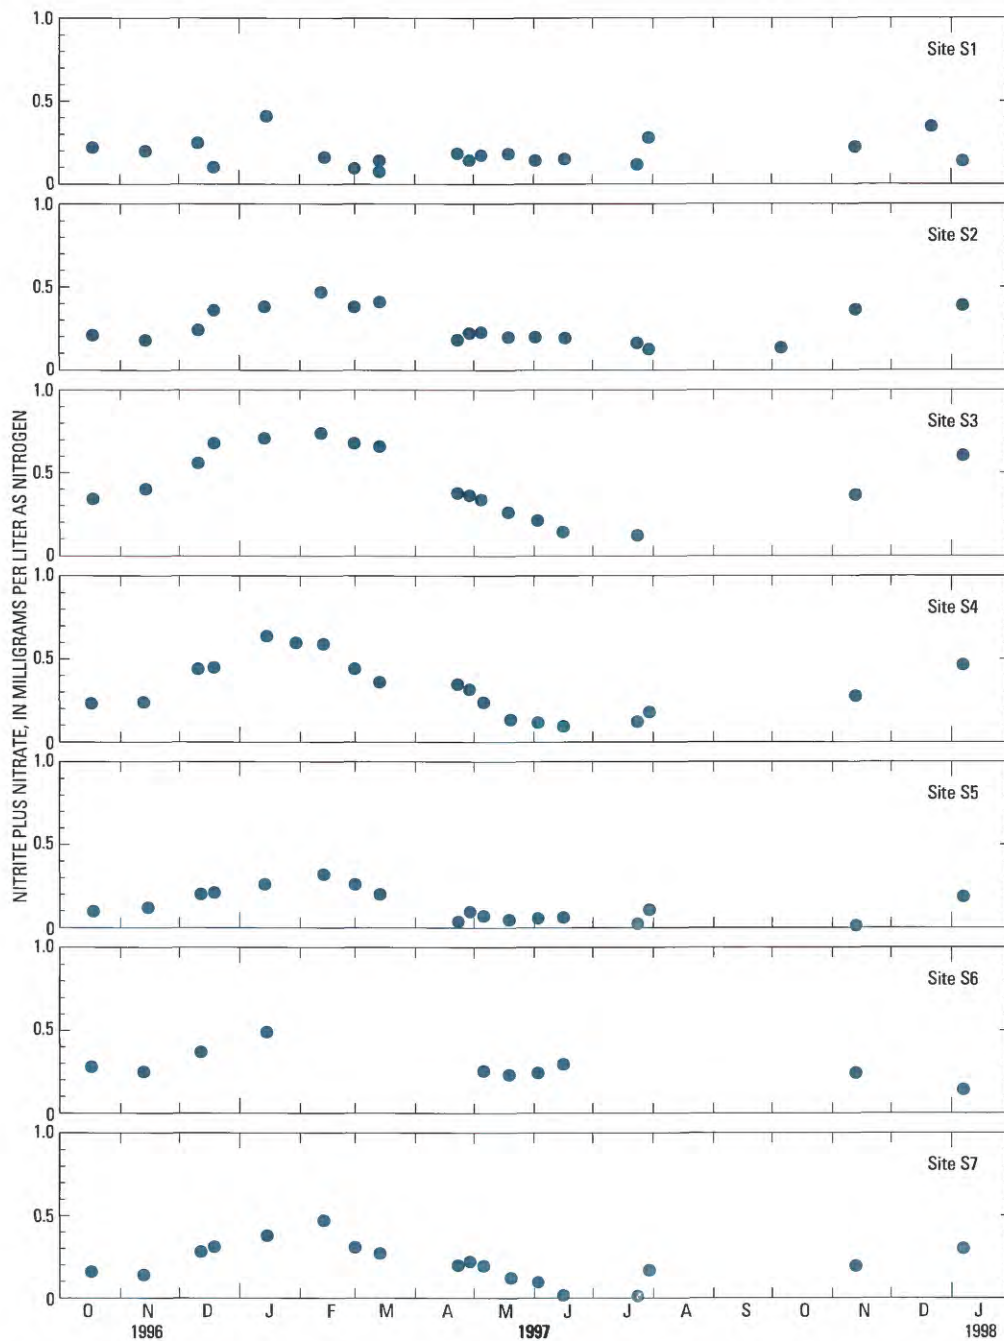 NITRITE PLUS NITRATE, IN MILLIGRAMS PER LITER AS NITROGEN
1.0
Site S1
0.5
0
1.0
Site S2
0.5
0
1.0
Site S3
0.5
0
1.0
Site S4
0.5
0
1.0
Site S5
0.5
0
1.0
Site S6
0.5
0
1.0
Site S7
0.5
0
O N D J F M A M J J A S O N D J
1996 1997 1998